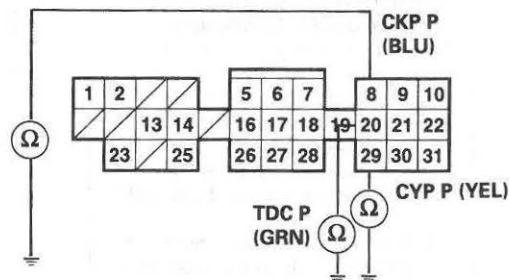 CKP P
(BLU)
1 2 5 6 7 8 9 10
13 14 16 17 18 19 20 21 22
23 25 26 27 28 29 30 31
Ω
CYP P (YEL)
TDC P
(GRN)
Ω
Ω